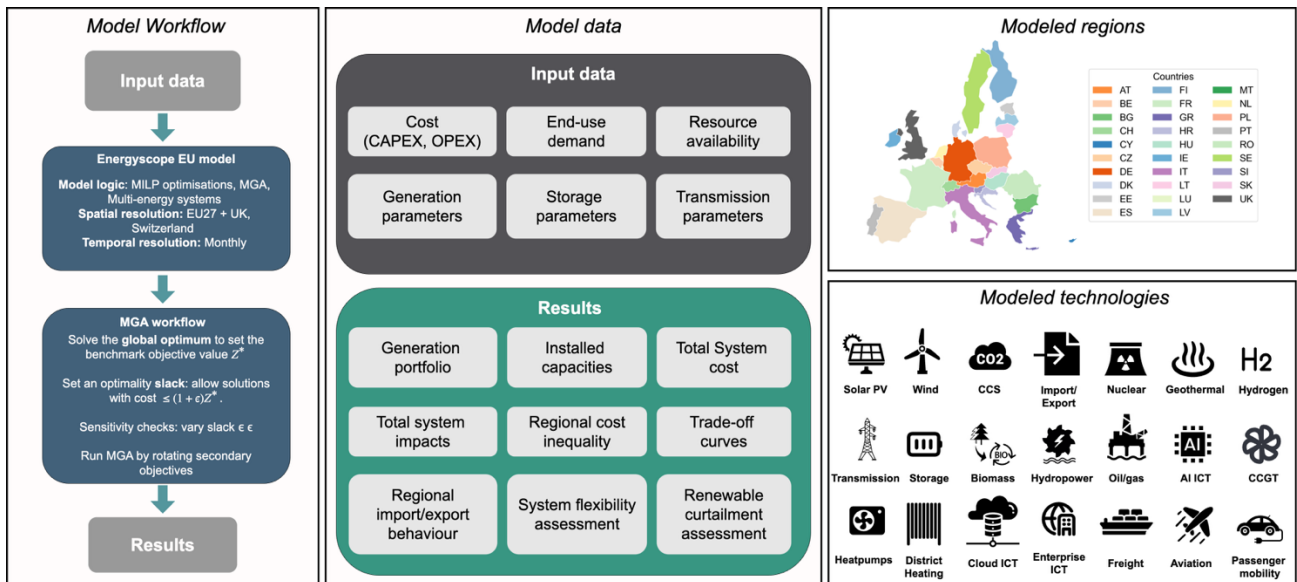 Model Workflow
Input data
Energyscope EU model
Model logic: MILP optimisations, MGA,
Multi-energy systems
Spatial resolution: EU27 + UK,
Switzerland
Temporal resolution: Monthly
MGA workflow
Solve the global optimum to set the
benchmark objective value Z*
Set an optimality slack: allow solutions
with cost ≤ (1 + ε)Z*.
Sensitivity checks: vary slack ϵ ϵ
Run MGA by rotating secondary
objectives
Results
Model data
Input data
Cost
(CAPEX, OPEX)
End-use
demand
Resource
availability
Generation
parameters
Storage
parameters
Transmission
parameters
Results
Generation
portfolio
Installed
capacities
Total System
cost
Total system
impacts
Regional cost
inequality
Trade-off
curves
Regional
import/export
behaviour
System flexibility
assessment
Renewable
curtailment
assessment
Modeled regions
Countries
AT
BE
BG
CH
CY
CZ
DE
DK
EE
ES
FI
FR
GR
HR
HU
IE
IT
LT
LU
LV
MT
NL
PL
PT
RO
SE
SI
SK
UK
Modeled technologies
CO2
H2
Solar PV
Wind
CCS
Import/
Export
Nuclear
Geothermal
Hydrogen
BIO
AI
Transmission
Storage
Biomass
Hydropower
Oil/gas
AI ICT
CCGT
Heatpumps
District
Heating
Cloud ICT
Enterprise
ICT
Freight
Aviation
Passenger
mobility